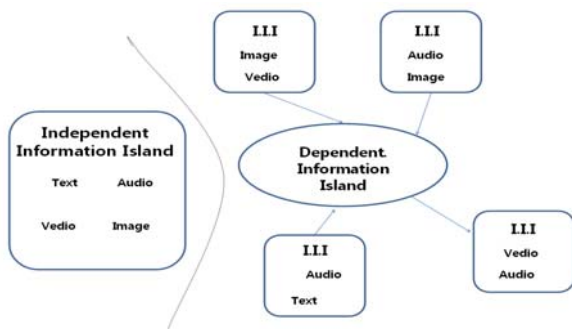 Independent
Information Island
Text Audio
Vedio Image
I.I.I
Image
Vedio
I.I.I
Audio
Image
Dependent.
Information
Island
I.I.I
Audio
Text
I.I.I
Vedio
Audio